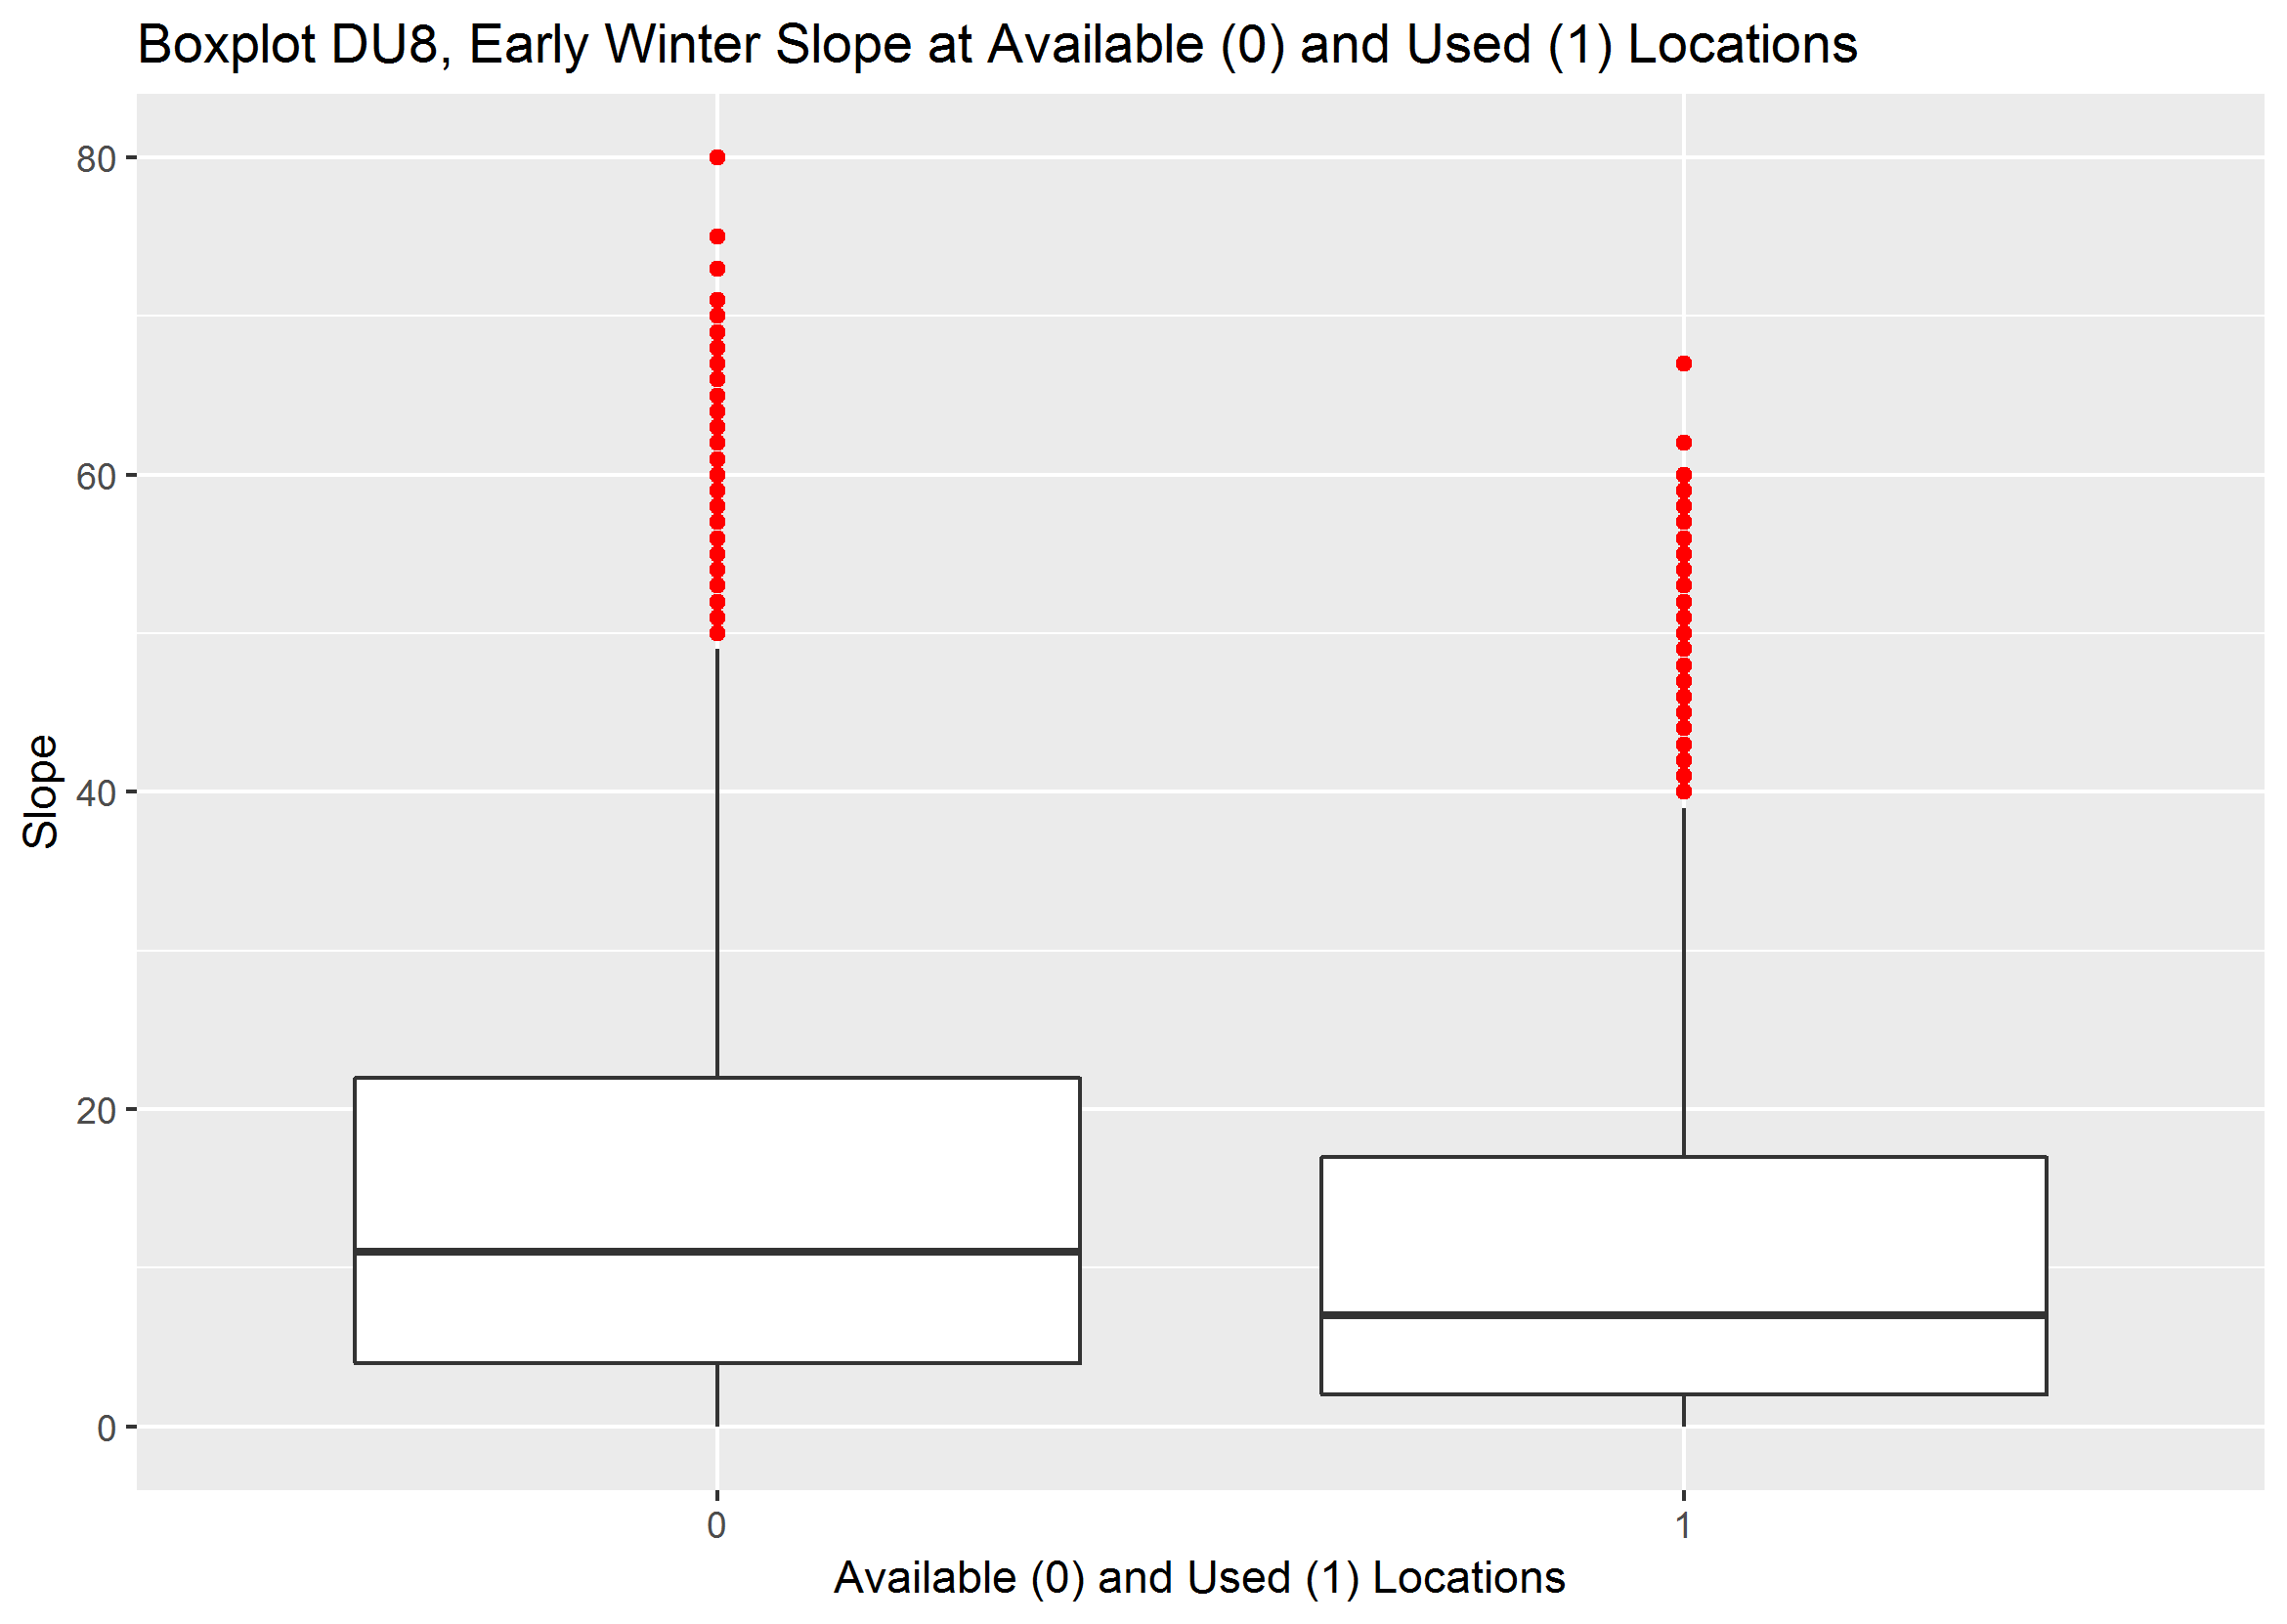 Boxplot DU8, Early Winter Slope at Available (0) and Used (1) Locations
80
60
40
20
0
Slope
0
1
Available (0) and Used (1) Locations